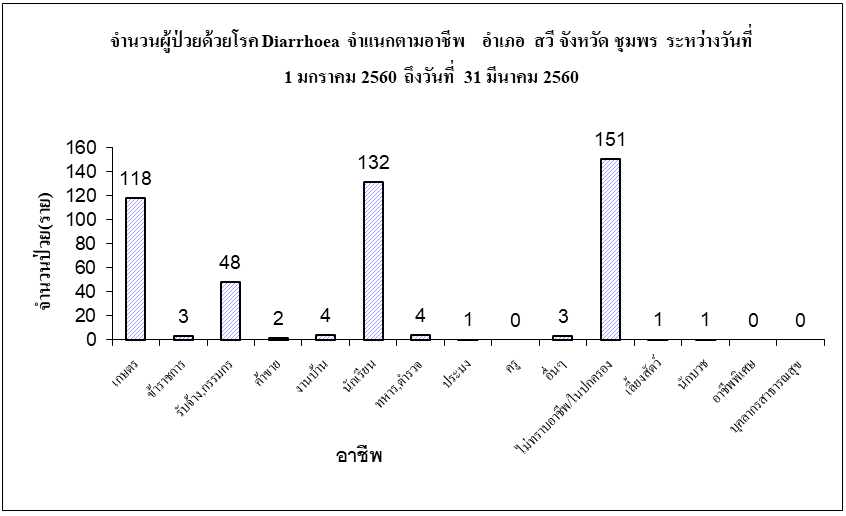 จำนวนผู้ป่วยด้วยโรค Diarrhoea จำแนกตามอาชีพ อำเภอ สวี จังหวัด ชุมพร ระหว่างวันที่
1 มกราคม 2560 ถึงวันที่ 31 มีนาคม 2560
จำนวนป่วย(ราย)
160
140
120
100
80
60
40
20
0
118
3
48
2
4
132
4
1
0
3
151
1
1
0
0
เกษตร
ข้าราชการ
รับจ้าง,กรรมกร
ค้าขาย
งานบ้าน
นักเรียน
ทหาร,ตำรวจ
ประมง
ครู
อื่นๆ
ไม่ทราบอาชีพ/ในปกครอง
เลี้ยงสัตว์
นักบวช
อาชีพพิเศษ
บุคลากรสาธารณสุข
อาชีพ